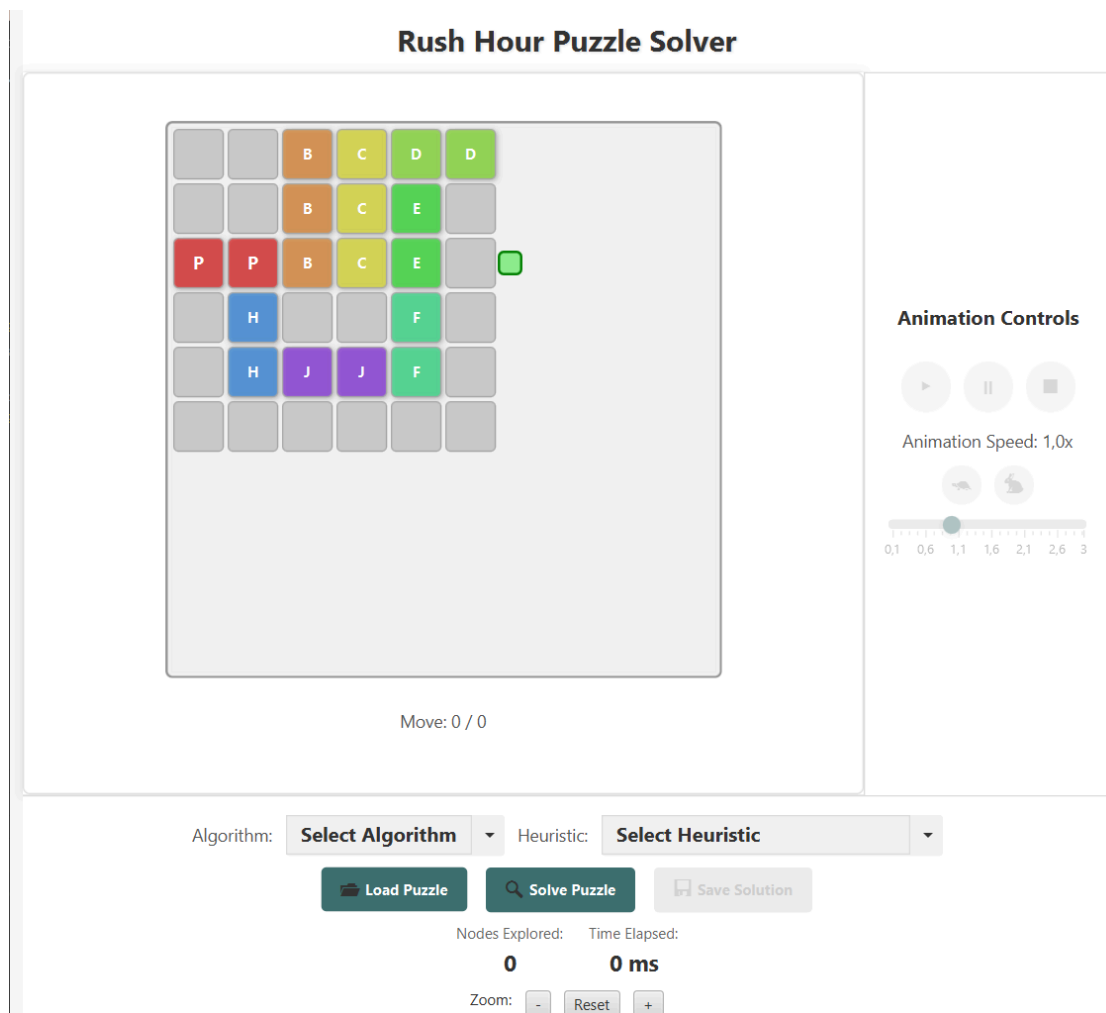 Rush Hour Puzzle Solver
B C D D
B C E
P P B C E
H F
H J J F
Move: 0 / 0
Animation Controls
Animation Speed: 1,0x
0,1 0,6 1,1 1,6 2,1 2,6 3
Algorithm: Select Algorithm Heuristic: Select Heuristic
Load Puzzle Solve Puzzle Save Solution
Nodes Explored: Time Elapsed:
0 0 ms
Zoom: - Reset +